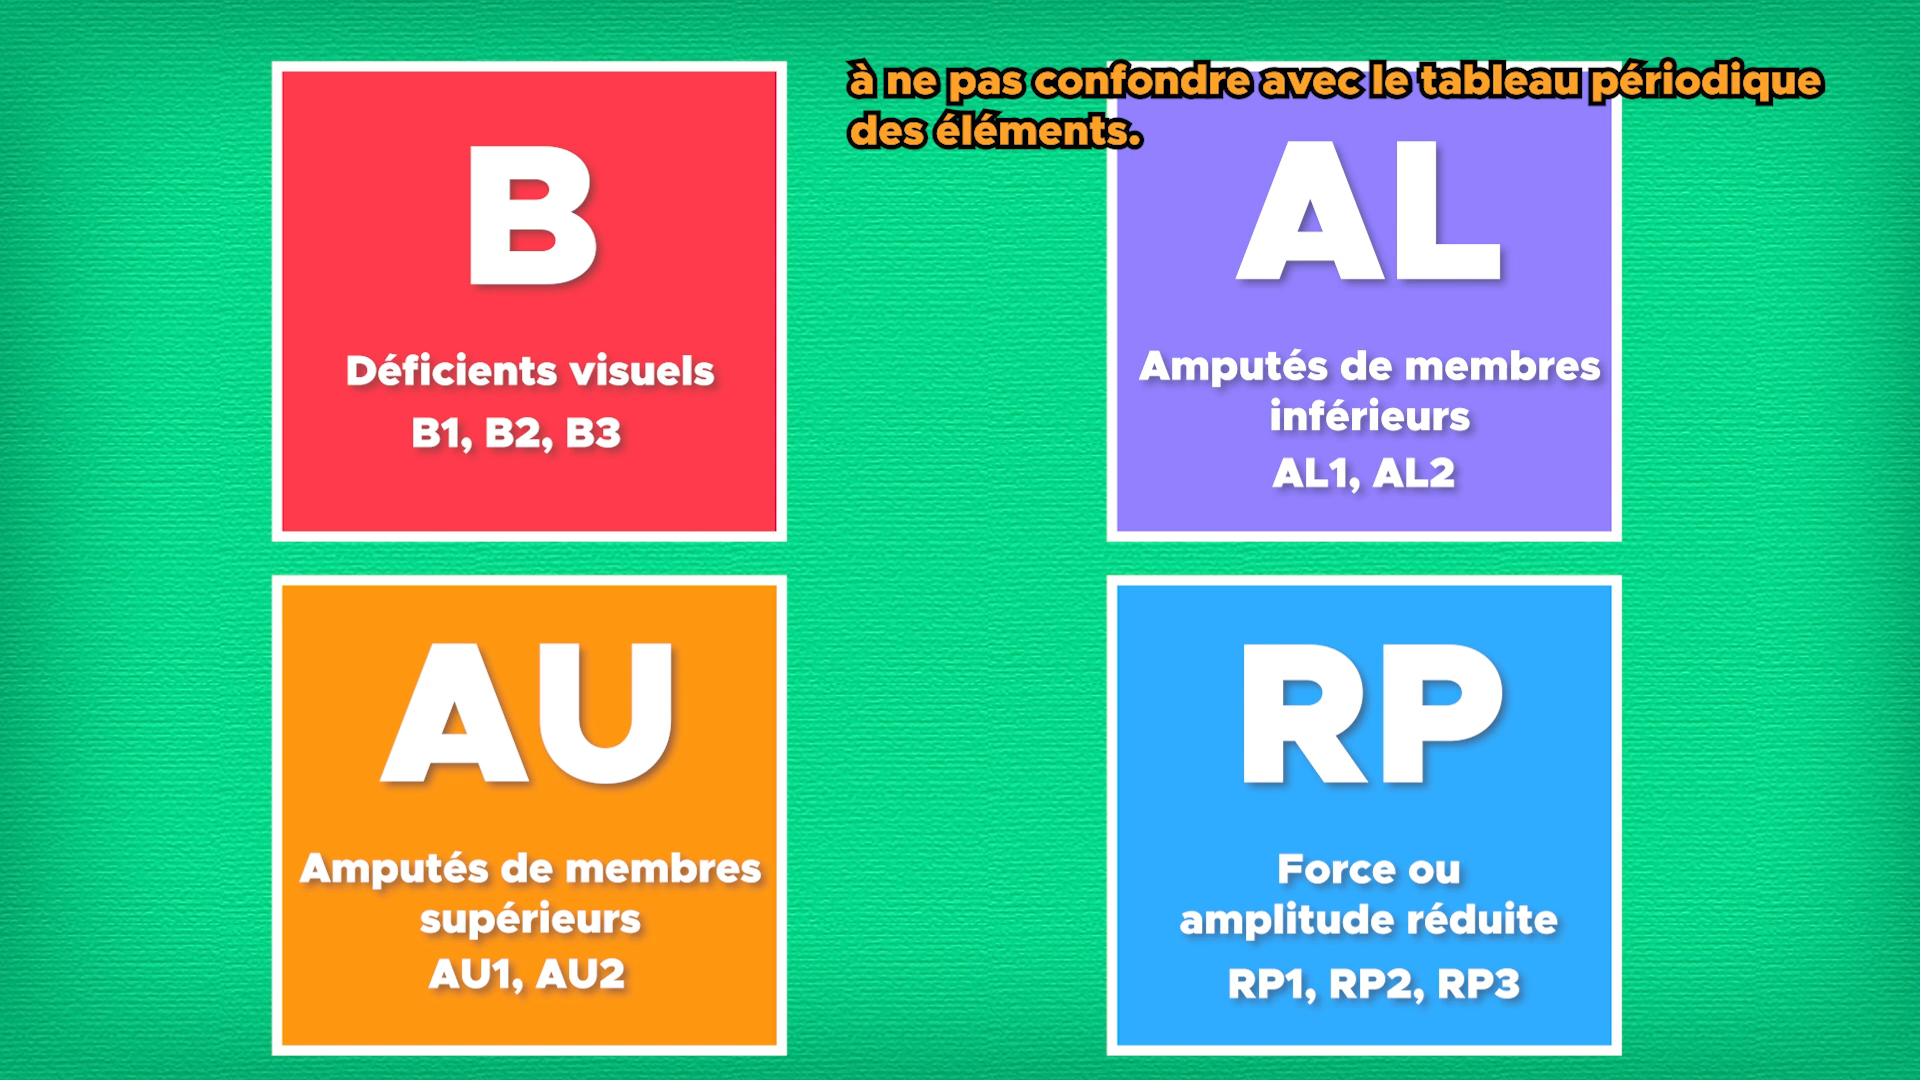 à ne pas confondre avec le tableau périodique
des éléments.
B
Déficients visuels
B1, B2, B3
AL
Amputés de membres
inférieurs
AL1, AL2
AU
Amputés de membres
supérieurs
AU1, AU2
RP
Force ou
amplitude réduite
RP1, RP2, RP3